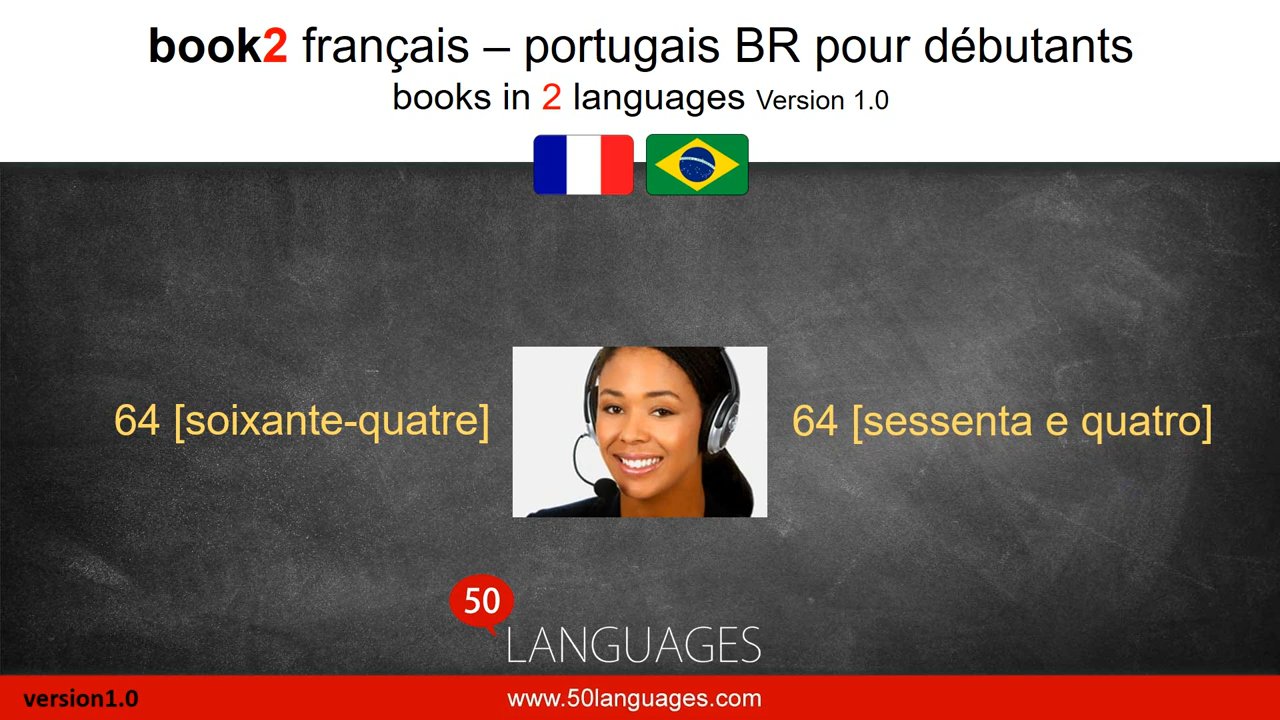 book2 français – portugais BR pour débutants
books in 2 languages Version 1.0
64 [soixante-quatre]
64 [sessenta e quatro]
50
LANGUAGES
version1.0
www.50languages.com